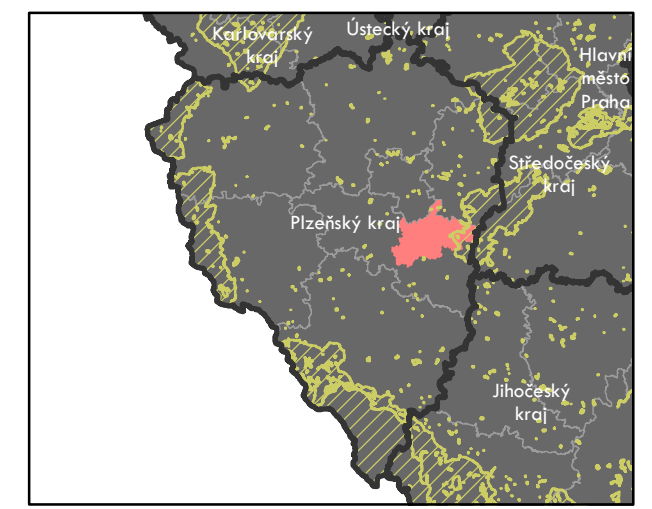 Karlovarský
kraj
Ústecký kraj
Hlavní
město
Praha
Středočeský
kraj
Plzeňský kraj
Jihočeský
kraj